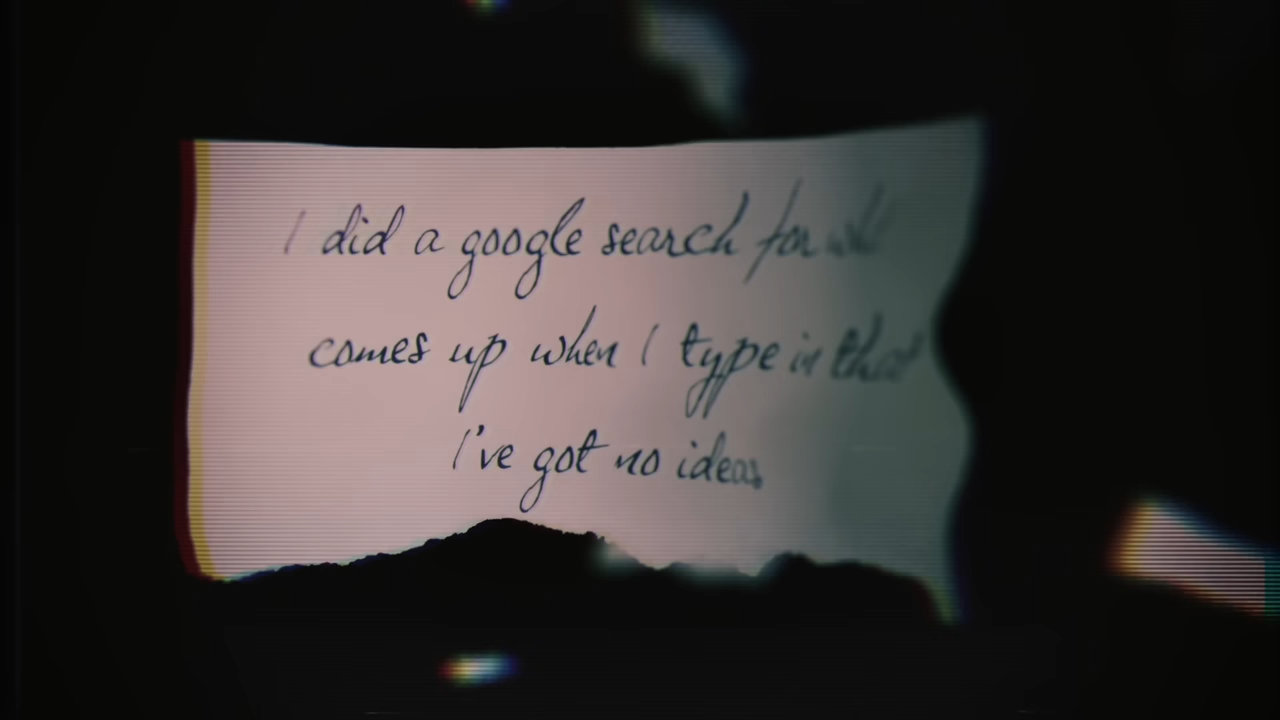 I did a google search for
comes up when I type in that
I've got no ideas